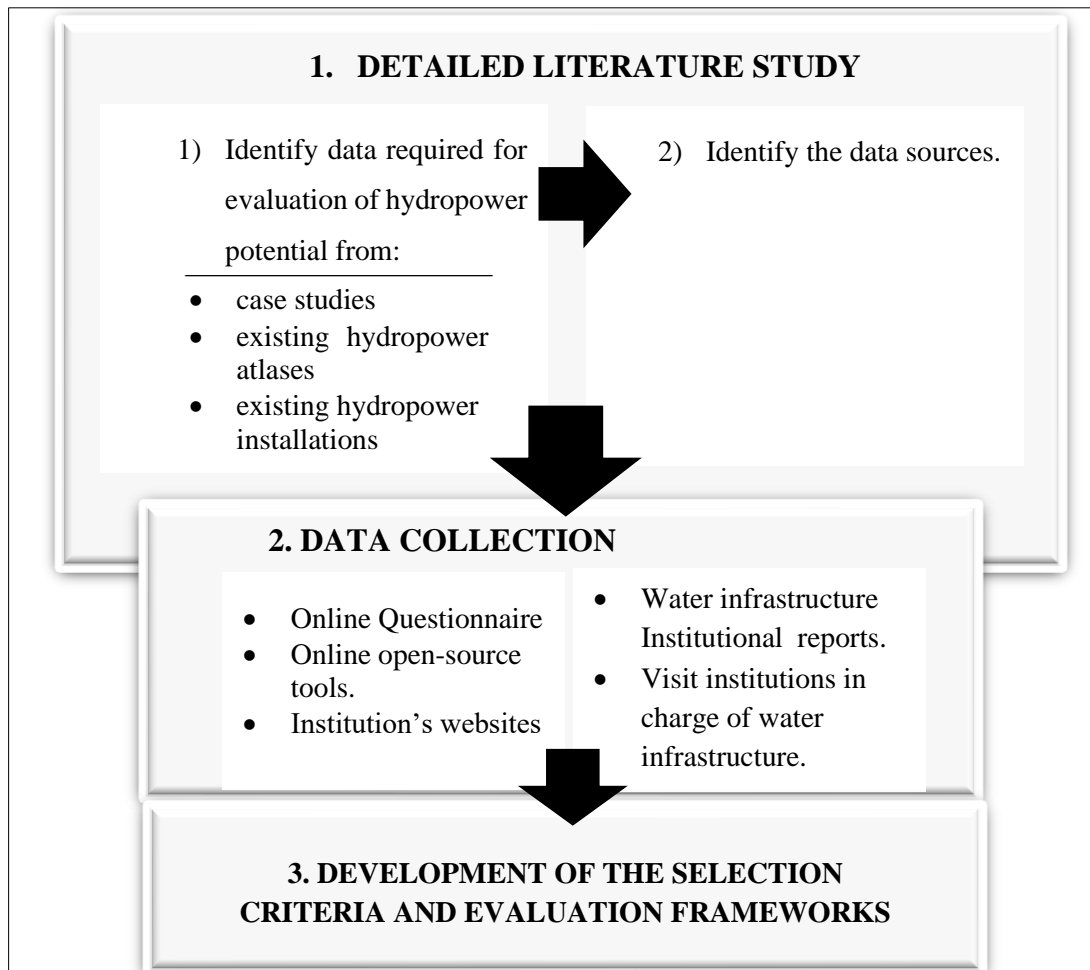 1. DETAILED LITERATURE STUDY
1) Identify data required for
evaluation of hydropower
potential from:
• case studies
• existing hydropower
atlases
• existing hydropower
installations
2) Identify the data sources.
2. DATA COLLECTION
• Online Questionnaire
• Online open-source
tools.
• Institution’s websites
• Water infrastructure
Institutional reports.
• Visit institutions in
charge of water
infrastructure.
3. DEVELOPMENT OF THE SELECTION
CRITERIA AND EVALUATION FRAMEWORKS